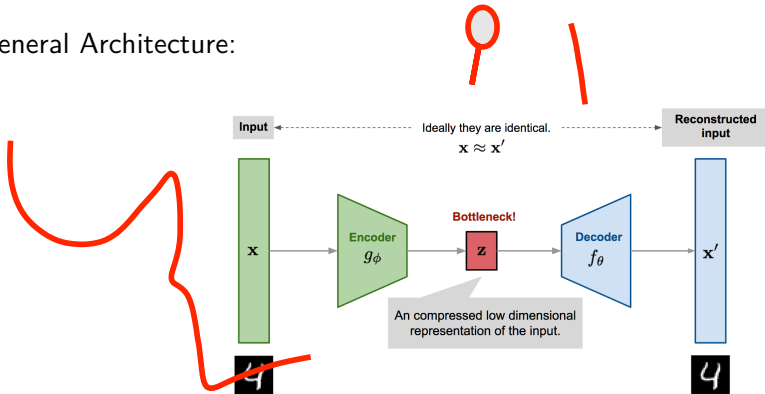 eneral Architecture:
Input
Ideally they are identical.
x ≈ x′
Reconstructed
input
x
Encoder
gϕ
Bottleneck!
z
Decoder
fθ
x′
An compressed low dimensional
representation of the input.
4
4